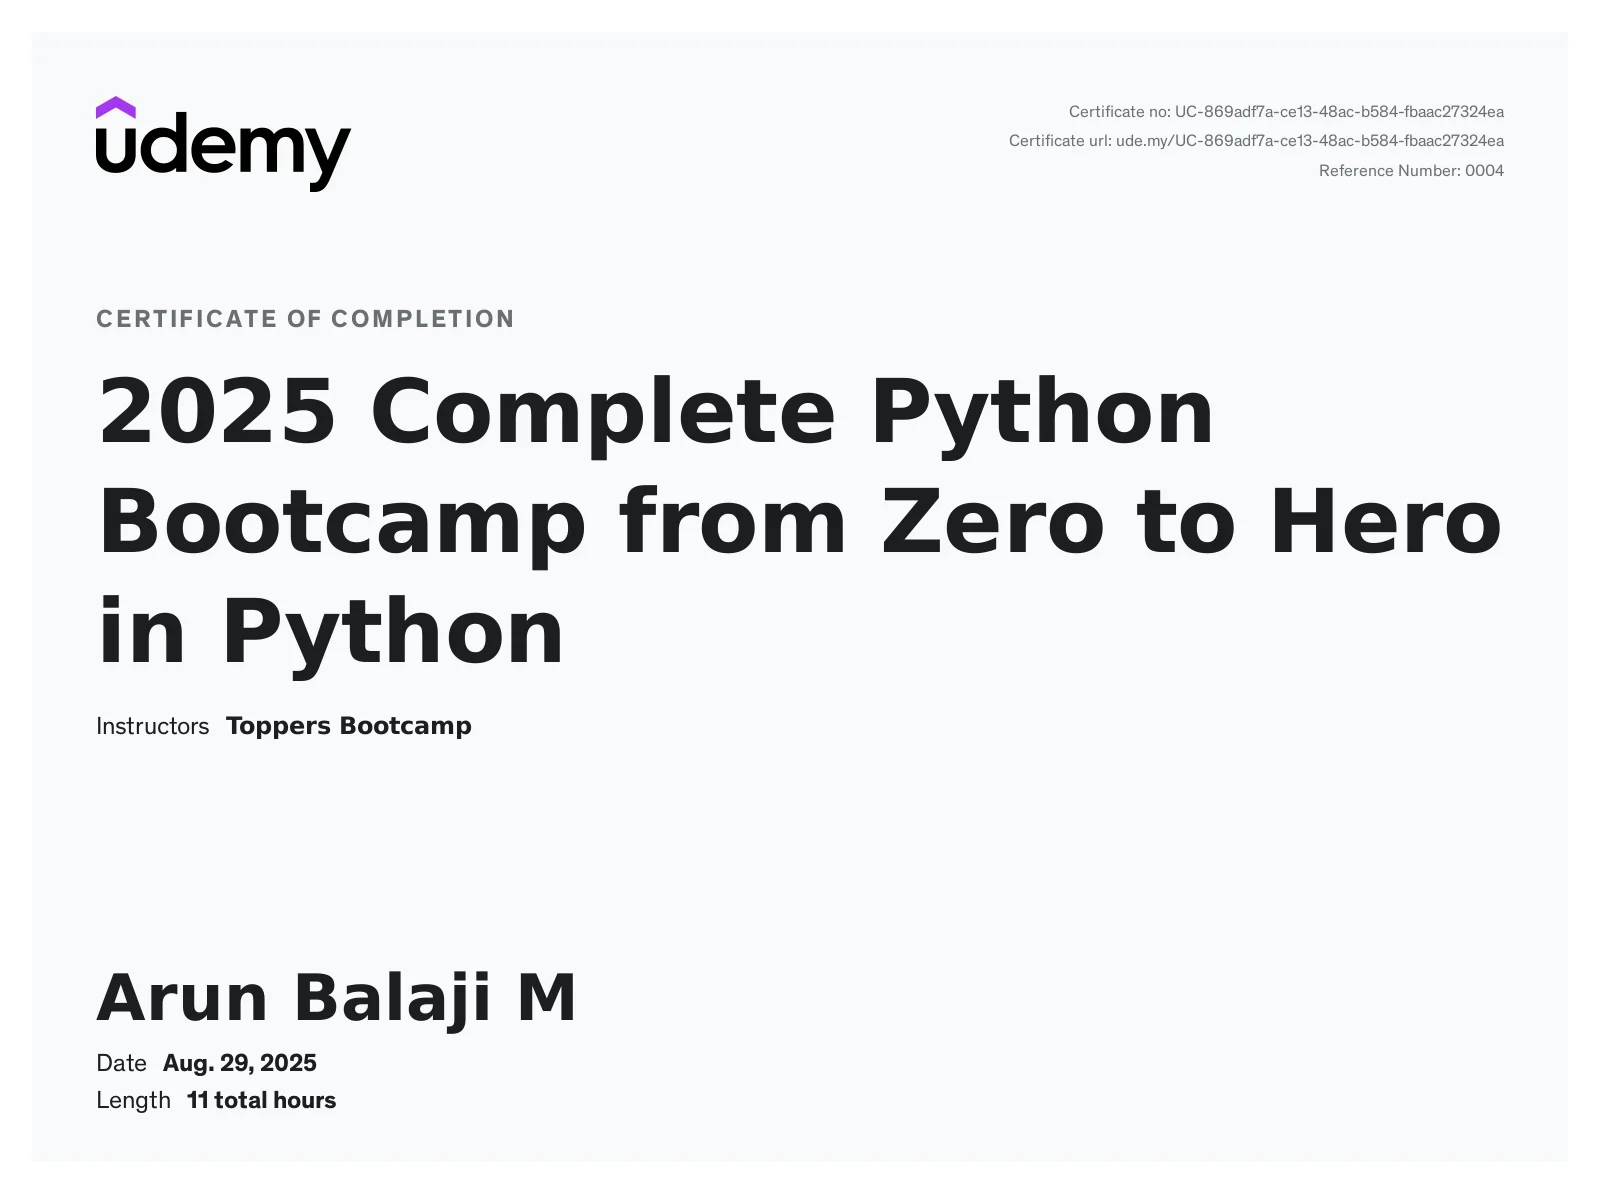 udemy
Certificate no: UC-869adf7a-ce13-48ac-b584-fbaac27324ea
Certificate url: ude.my/UC-869adf7a-ce13-48ac-b584-fbaac27324ea
Reference Number: 0004
CERTIFICATE OF COMPLETION
2025 Complete Python
Bootcamp from Zero to Hero
in Python
Instructors Toppers Bootcamp
Arun Balaji M
Date Aug. 29, 2025
Length 11 total hours